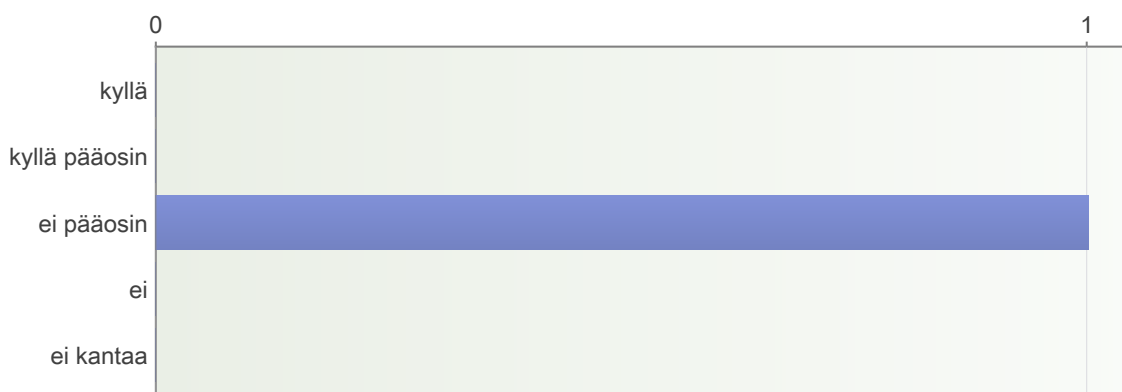 0 1
kyllä
kyllä pääosin
ei pääosin
ei
ei kantaa